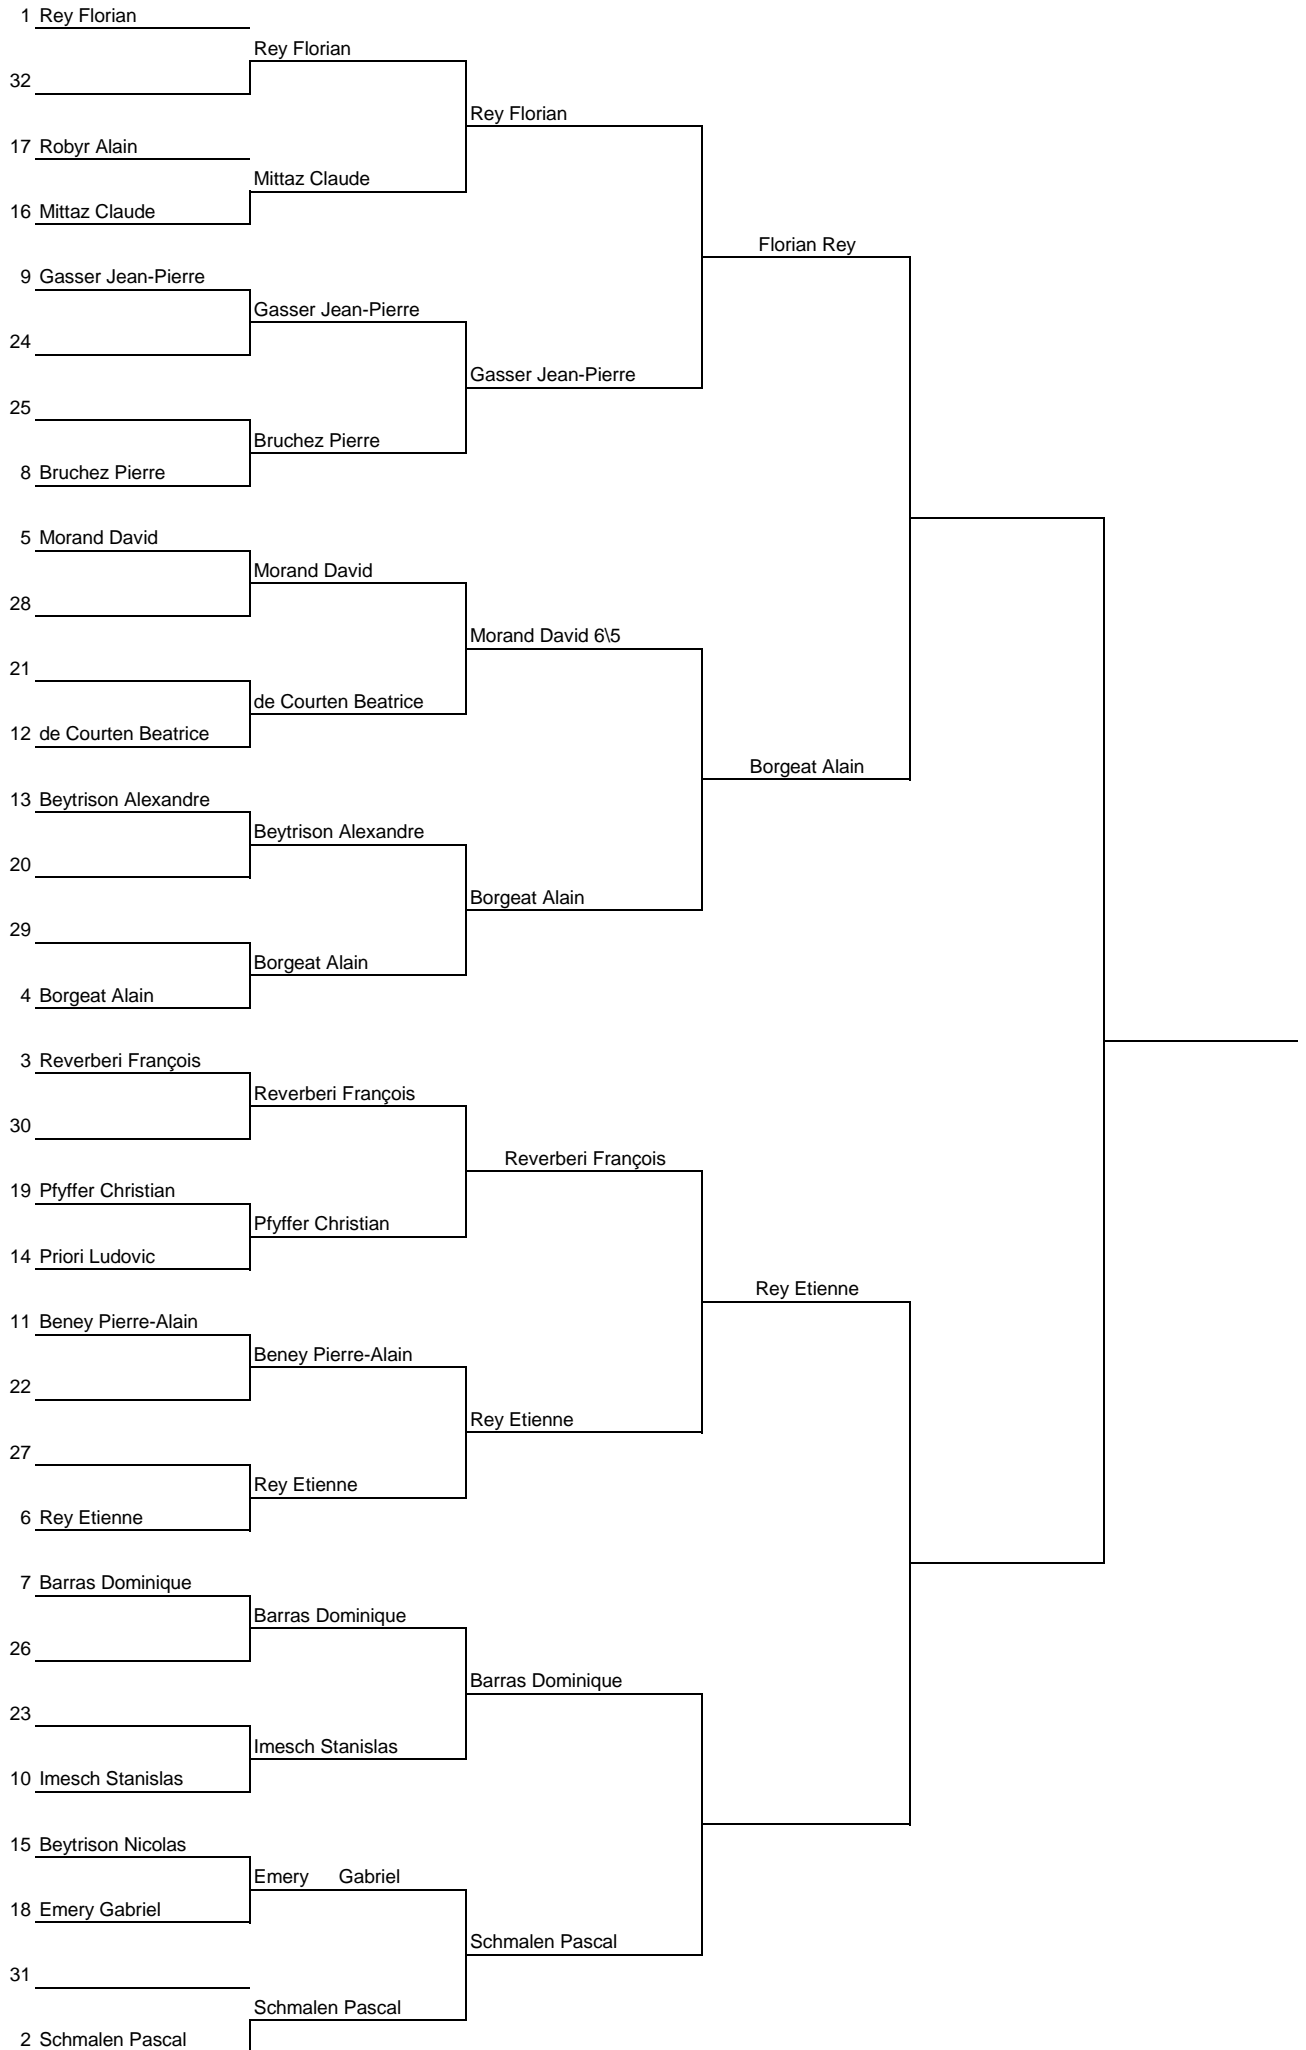 1 Rey Florian
Rey Florian
32
Rey Florian
17 Robyr Alain
Mittaz Claude
16 Mittaz Claude
Florian Rey
9 Gasser Jean-Pierre
Gasser Jean-Pierre
24
Gasser Jean-Pierre
25
Bruchez Pierre
8 Bruchez Pierre
5 Morand David
Morand David
28
Morand David 6\5
21
de Courten Beatrice
12 de Courten Beatrice
Borgeat Alain
13 Beytrison Alexandre
Beytrison Alexandre
20
Borgeat Alain
29
Borgeat Alain
4 Borgeat Alain
3 Reverberi François
Reverberi François
30
Reverberi François
19 Pfyffer Christian
Pfyffer Christian
14 Priori Ludovic
Rey Etienne
11 Beney Pierre-Alain
Beney Pierre-Alain
22
Rey Etienne
27
Rey Etienne
6 Rey Etienne
7 Barras Dominique
Barras Dominique
26
Barras Dominique
23
Imesch Stanislas
10 Imesch Stanislas
15 Beytrison Nicolas
Emery Gabriel
18 Emery Gabriel
Schmalen Pascal
31
Schmalen Pascal
2 Schmalen Pascal